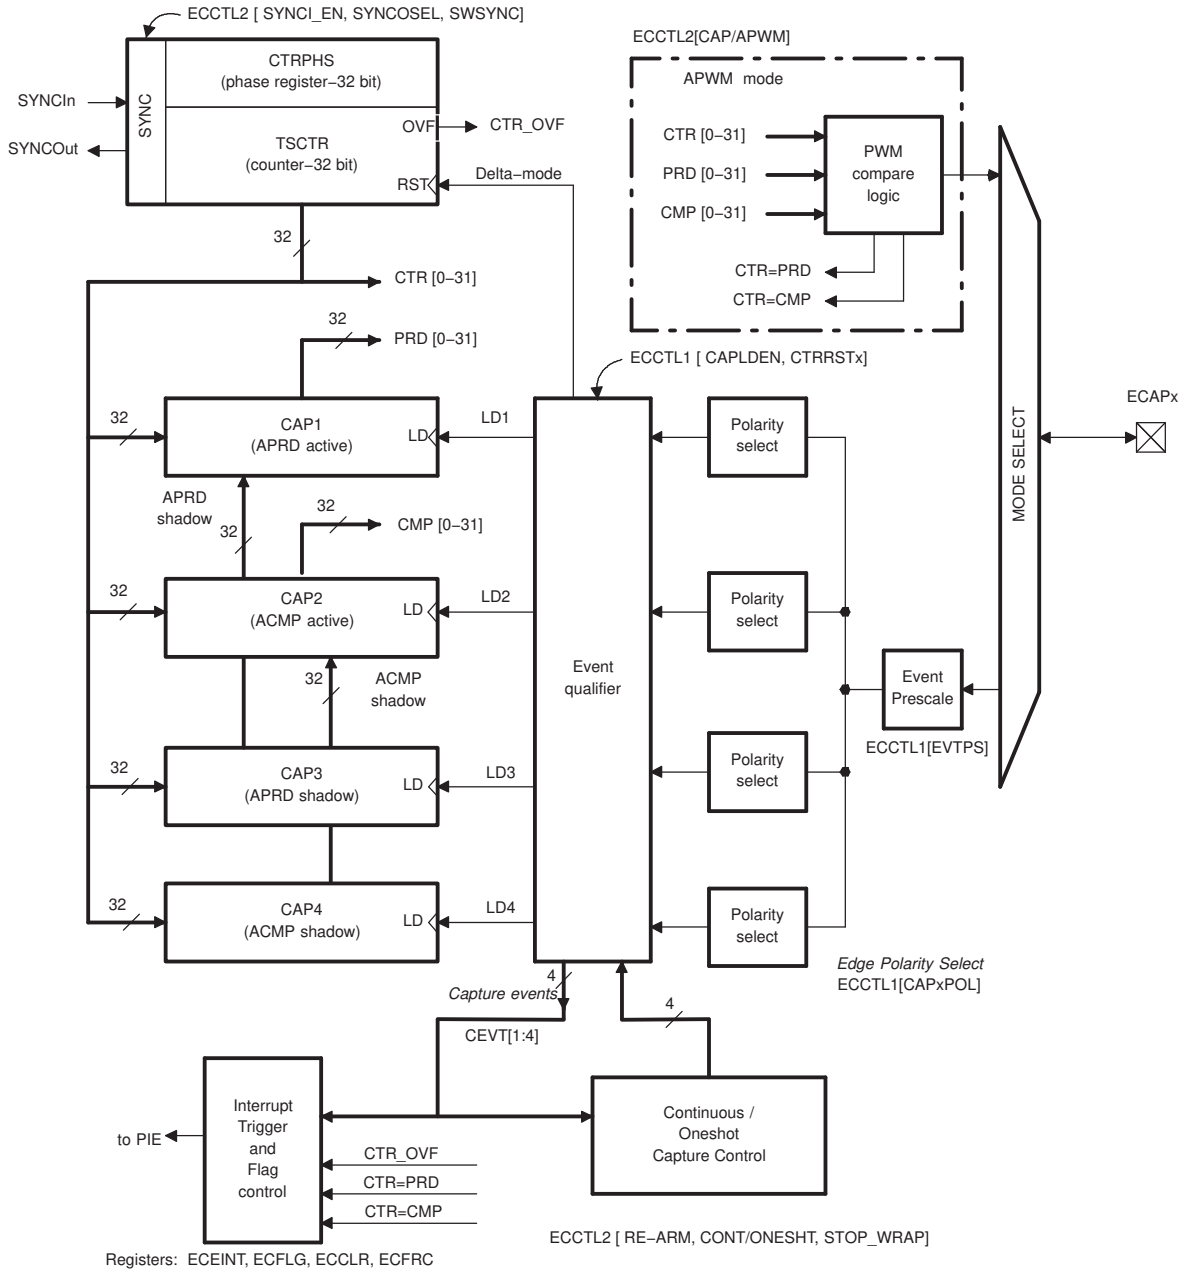 ECCTL2 [ SYNCI_EN, SYNCOSEL, SWSYNC]
SYNCIn
SYNCOut
SYNC
CTRPHS
(phase register−32 bit)
TSCTR
(counter−32 bit)
OVF
RST
CTR_OVF
Delta−mode
ECCTL2[CAP/APWM]
APWM mode
CTR [0−31]
PRD [0−31]
CMP [0−31]
PWM
compare
logic
CTR=PRD
CTR=CMP
32
CTR [0−31]
32
PRD [0−31]
ECCTL1 [ CAPLDEN, CTRRSTx]
32
CAP1
(APRD active)
LD
LD1
Polarity
select
MODE SELECT
ECAPx
APRD
shadow
32
32
CMP [0−31]
32
CAP2
(ACMP active)
LD
LD2
Polarity
select
Event
qualifier
32
ACMP
shadow
Event
Prescale
ECCTL1[EVTPS]
32
CAP3
(APRD shadow)
LD
LD3
Polarity
select
32
CAP4
(ACMP shadow)
LD
LD4
Polarity
select
Edge Polarity Select
ECCTL1[CAPxPOL]
4
Capture events
CEVT[1:4]
4
Interrupt
Trigger
and
Flag
control
to PIE
CTR_OVF
CTR=PRD
CTR=CMP
Continuous /
Oneshot
Capture Control
ECCTL2 [ RE−ARM, CONT/ONESHT, STOP_WRAP]
Registers: ECEINT, ECFLG, ECCLR, ECFRC